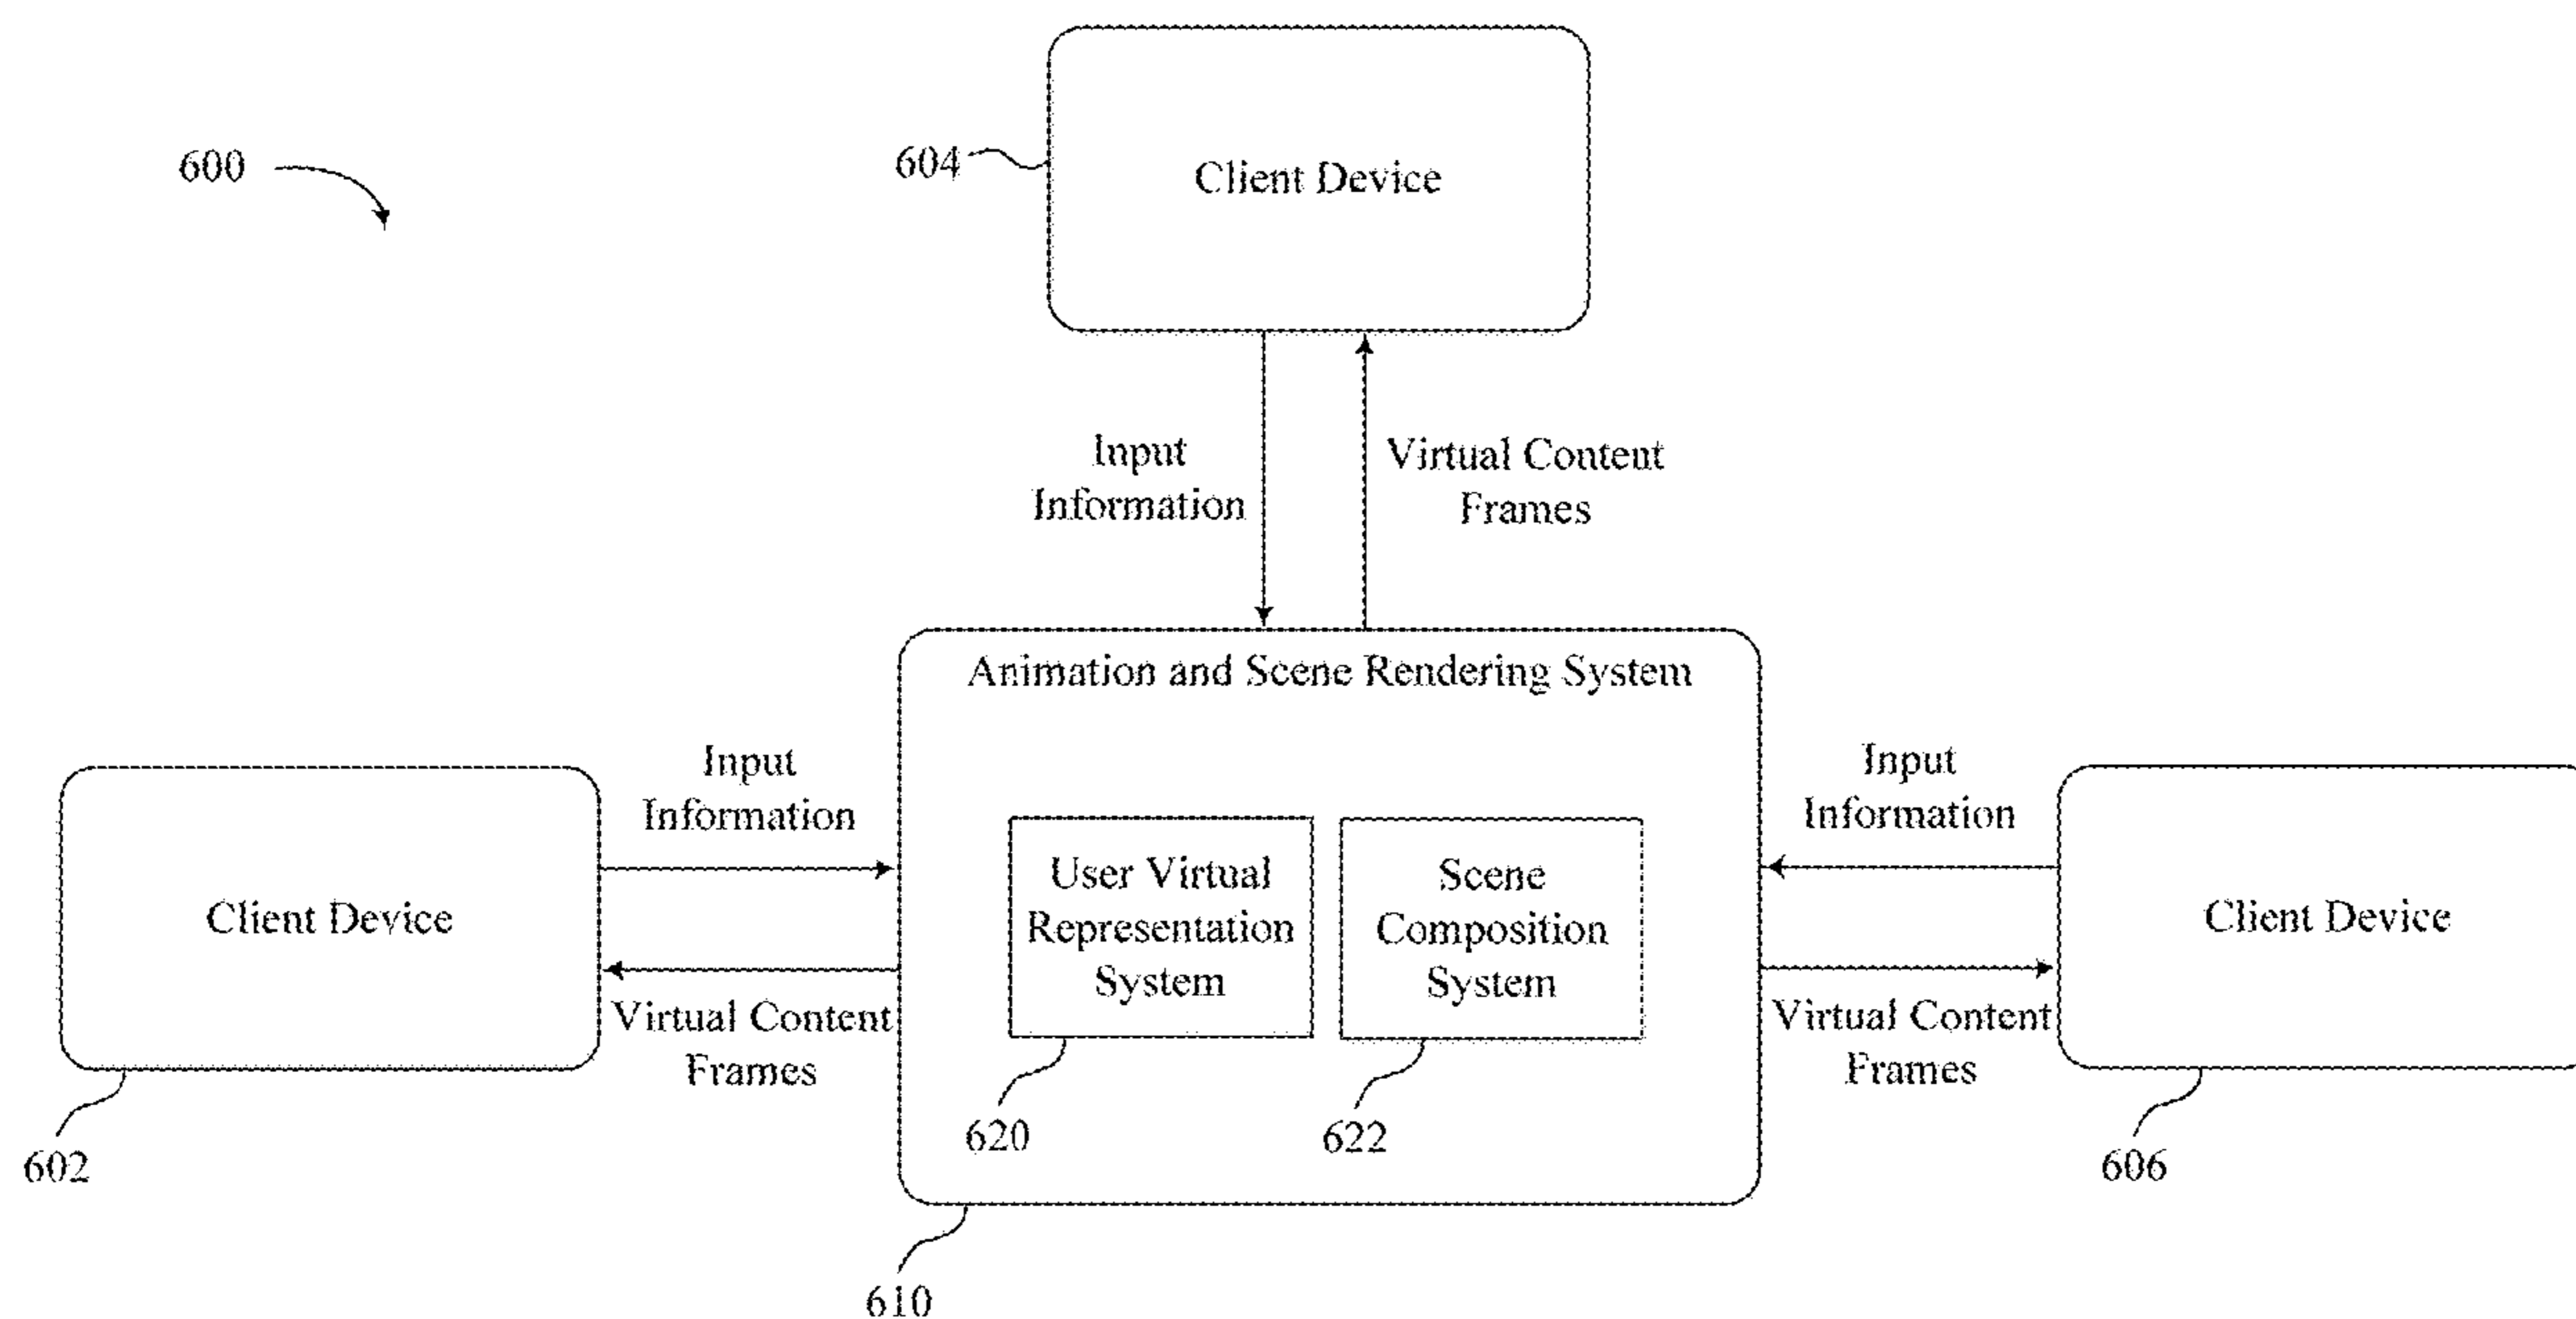 600
604
Client Device
Input
Information
Virtual Content
Frames
Animation and Scene Rendering System
Input
Information
Client Device
Virtual Content
Frames
602
User Virtual
Representation
System
620
Scene
Composition
System
622
610
Input
Information
Client Device
Virtual Content
Frames
606